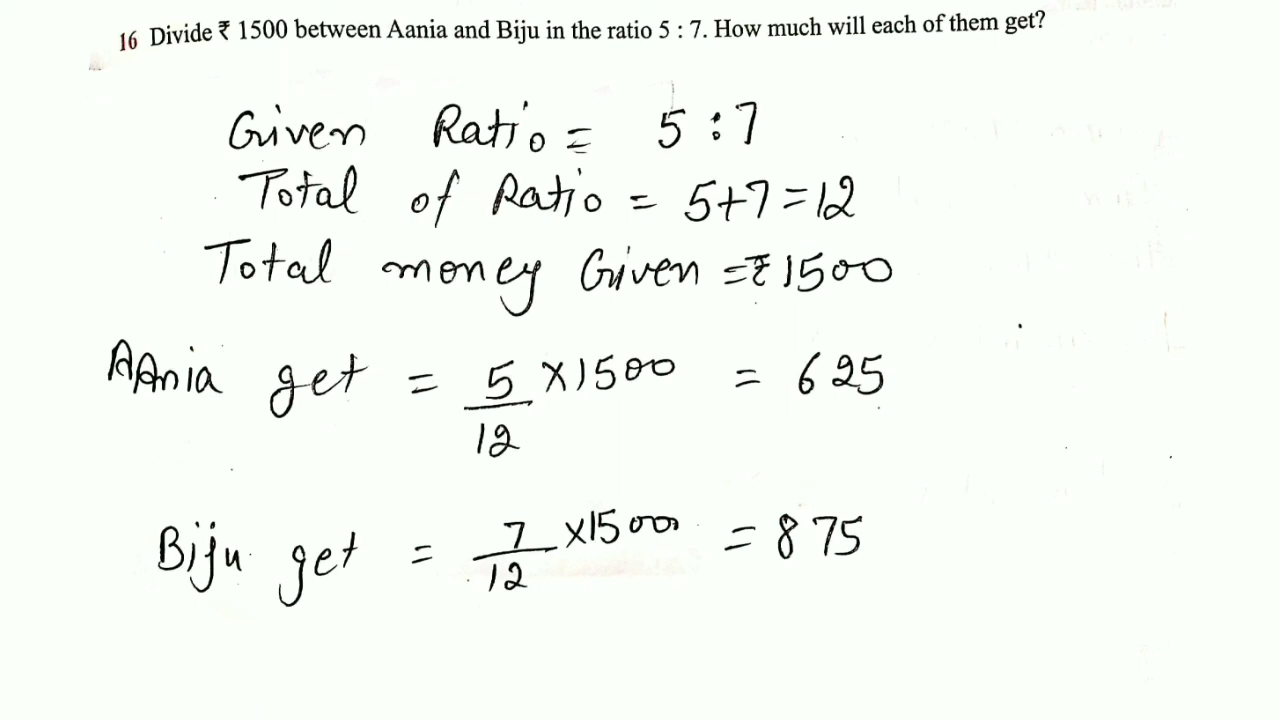 16 Divide ₹ 1500 between Aania and Biju in the ratio 5 : 7. How much will each of them get?
Given Ratio = 5 : 7
Total of Ratio = 5+7=12
Total money Given =₹1500
AAnia get = 5/12 ×1500 = 625
Biju get = 7/12 ×1500 = 875